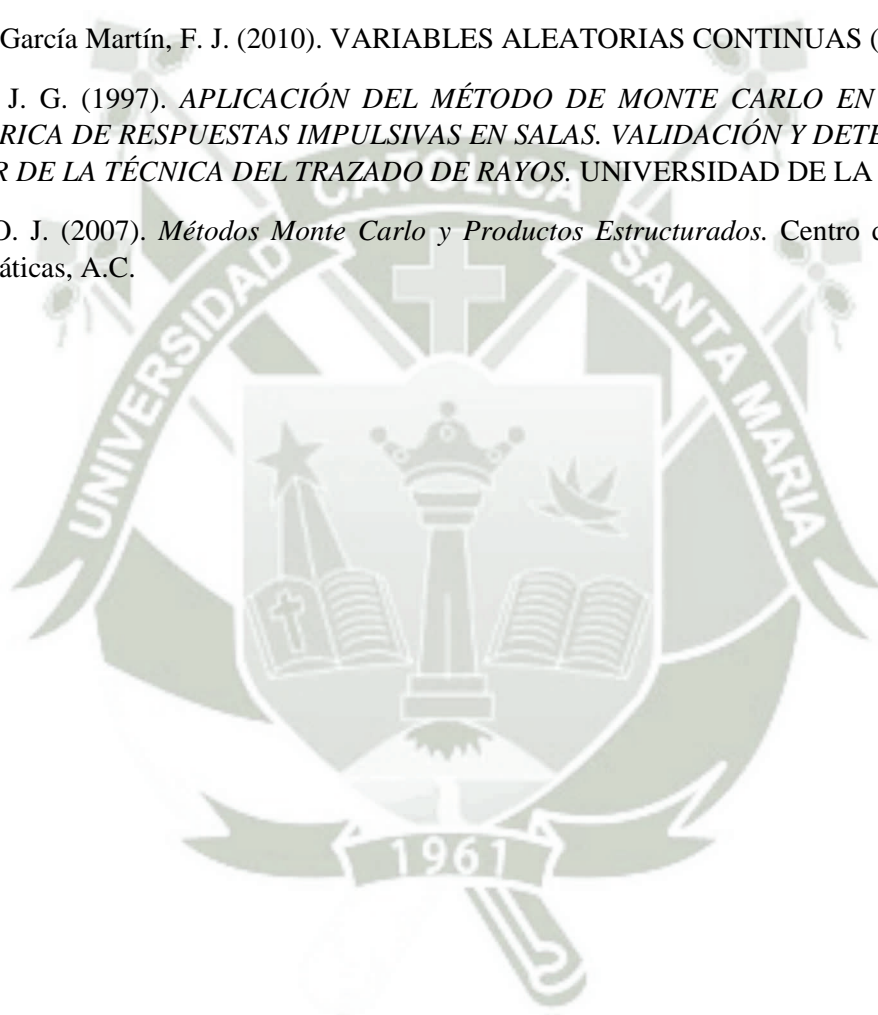 García Martín, F. J. (2010). VARIABLES ALEATORIAS CONTINUAS (
J. G. (1997). APLICACIÓN DEL MÉTODO DE MONTE CARLO EN
RICA DE RESPUESTAS IMPULSIVAS EN SALAS. VALIDACIÓN Y DETE
R DE LA TÉCNICA DEL TRAZADO DE RAYOS. UNIVERSIDAD DE LA
O. J. (2007). Métodos Monte Carlo y Productos Estructurados. Centro
áticas, A.C.
UNIVERSIDAD CATOLICA SANTA MARIA
1961